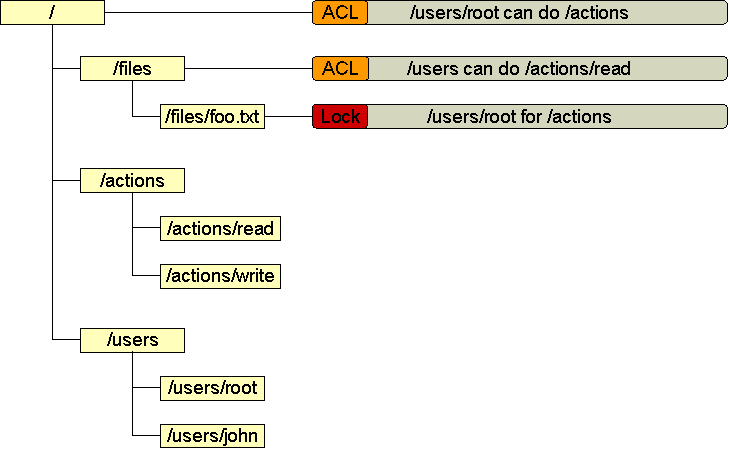 / ACL /users/root can do /actions
/files ACL /users can do /actions/read
/files/foo.txt Lock /users/root for /actions
/actions
/actions/read
/actions/write
/users
/users/root
/users/john